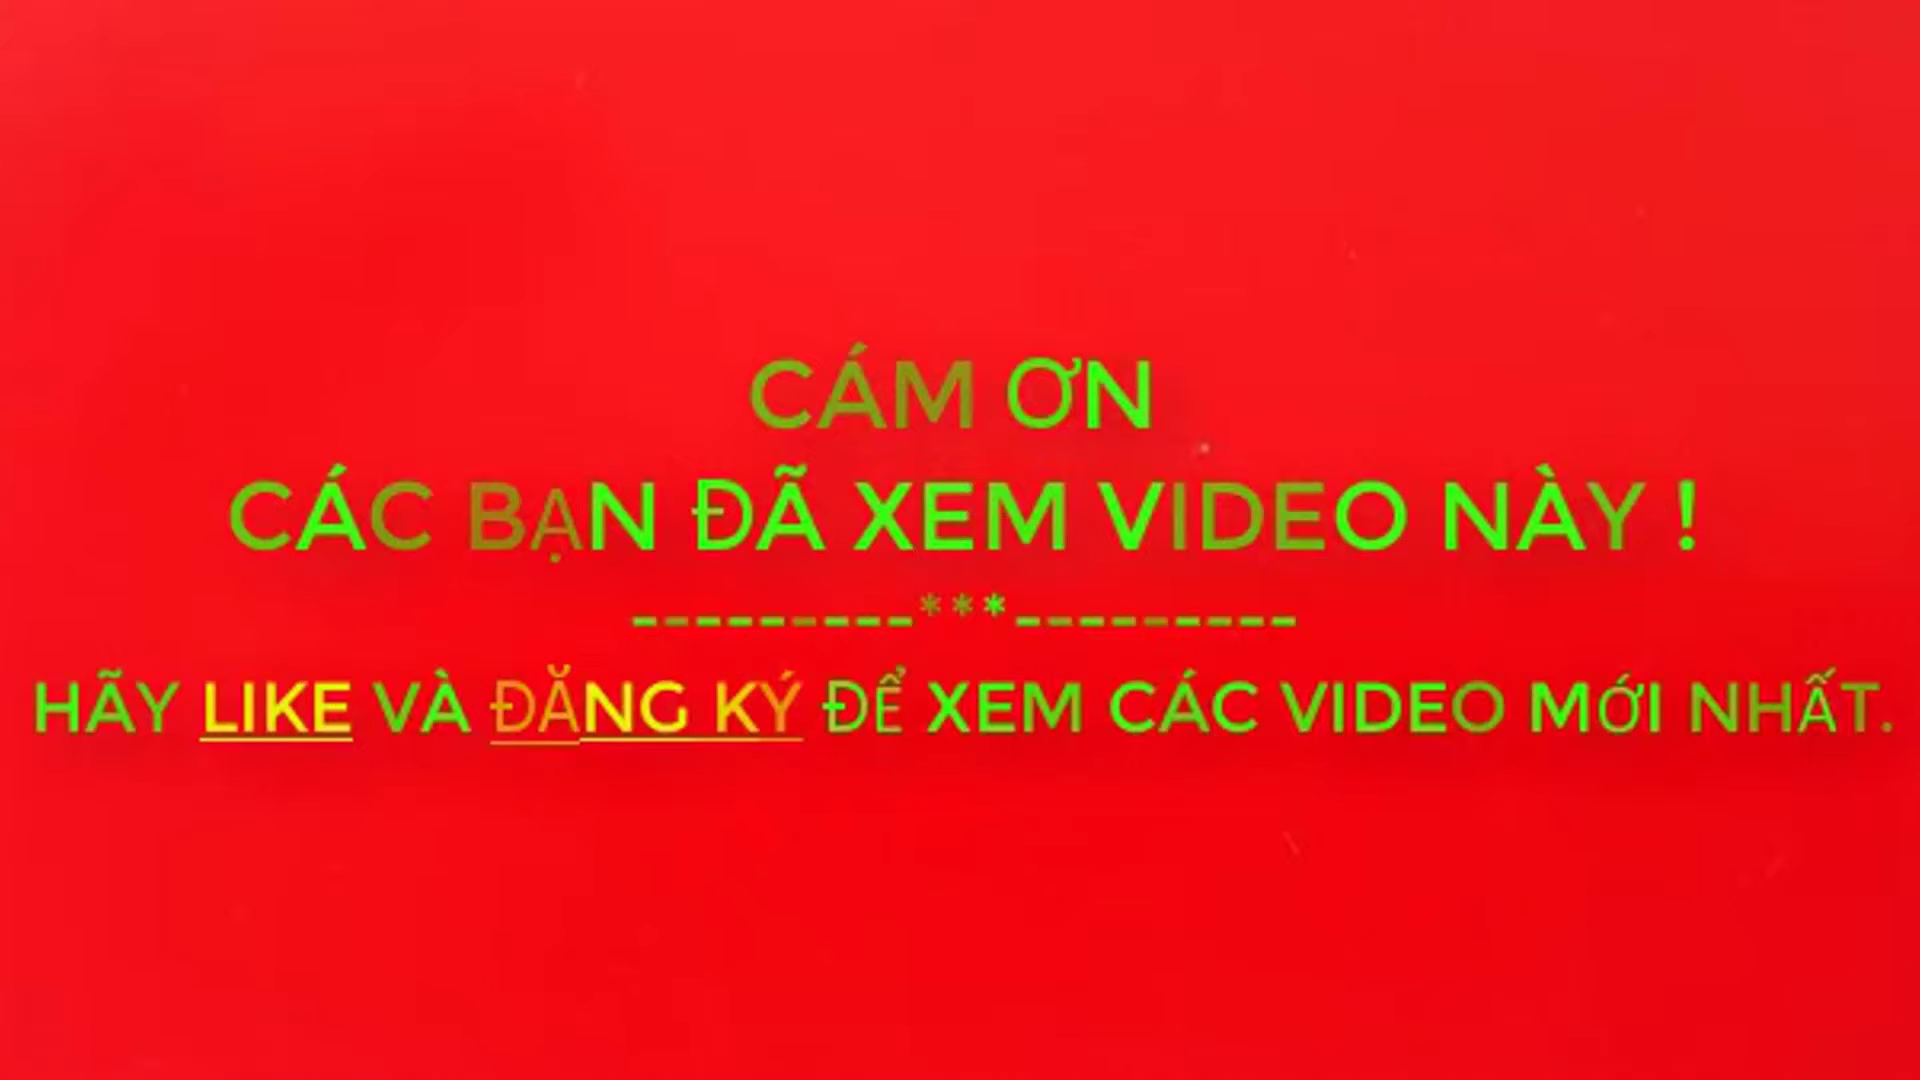 CÁM ƠN
CÁC BẠN ĐÃ XEM VIDEO NÀY !
---------***---------
HÃY LIKE VÀ ĐĂNG KÝ ĐỂ XEM CÁC VIDEO MỚI NHẤT.